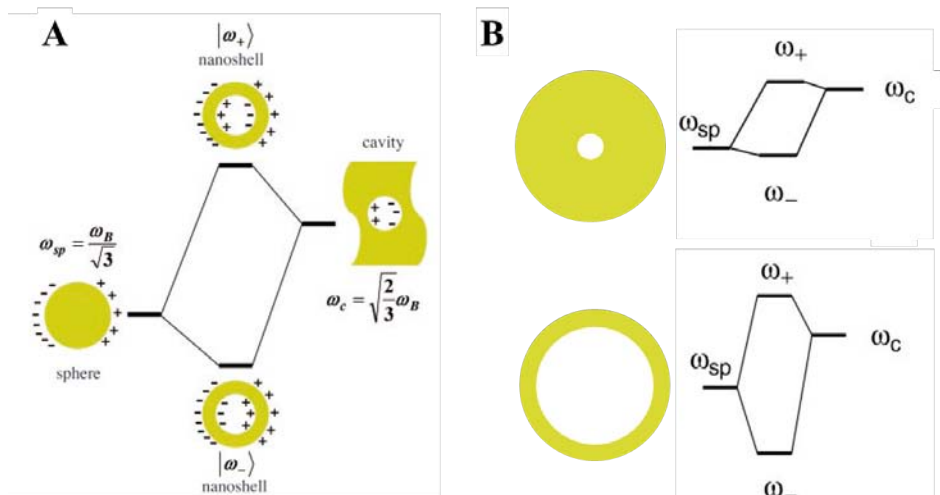 A
|ω₊⟩
nanoshell
cavity
ω_sp = ω_B / √3
ω_c = √(2/3) ω_B
sphere
|ω₋⟩
nanoshell
B
ω₊
ω_c
ω_sp
ω₋
ω₊
ω_c
ω_sp
ω₋